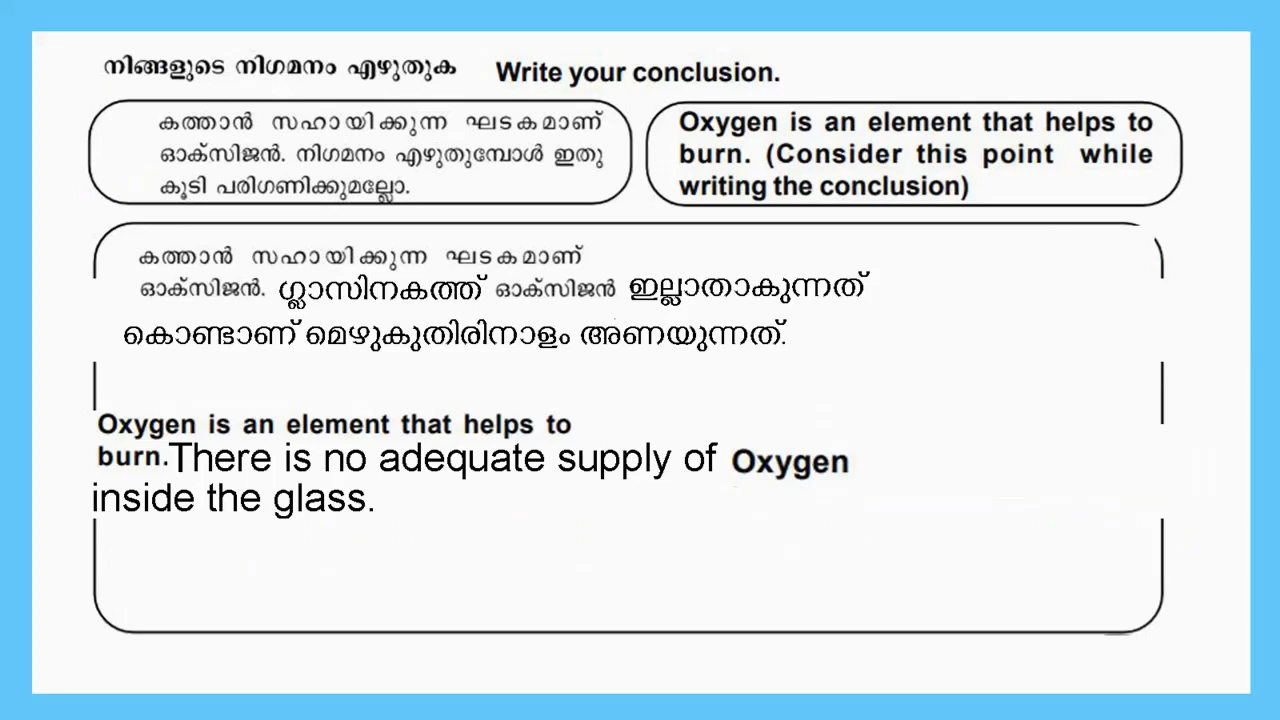 നിങ്ങളുടെ നിഗമനം എഴുതുക Write your conclusion.
കത്താൻ സഹായിക്കുന്ന ഘടകമാണ്
ഓക്സിജൻ. നിഗമനം എഴുതുമ്പോൾ ഇതു
കൂടി പരിഗണിക്കുമല്ലോ.
Oxygen is an element that helps to
burn. (Consider this point while
writing the conclusion)
കത്താൻ സഹായിക്കുന്ന ഘടകമാണ്
ഓക്സിജൻ. ഗ്ലാസിനകത്ത് ഓക്സിജൻ ഇല്ലാതാകുന്നത്
കൊണ്ടാണ് മെഴുകുതിരിനാളം അണയുന്നത്.
Oxygen is an element that helps to
burn.There is no adequate supply of Oxygen
inside the glass.